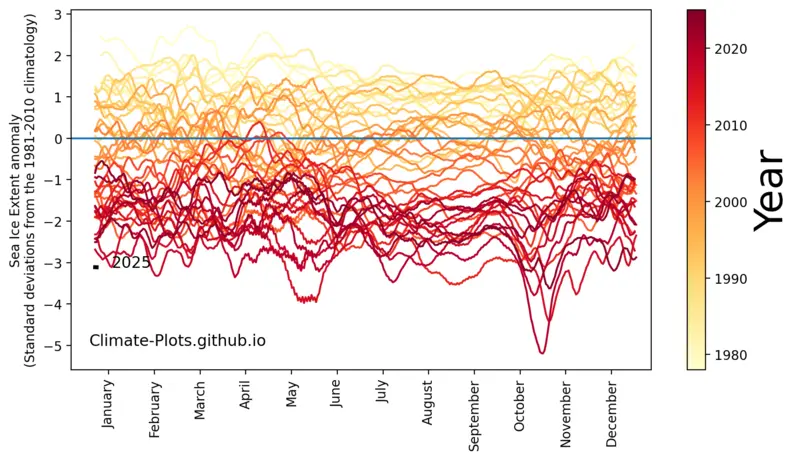 Sea Ice Extent anomaly
(Standard deviations from the 1981-2010 climatology)
3
2
1
0
−1
−2
−3
−4
−5
2025
Climate-Plots.github.io
January
February
March
April
May
June
July
August
September
October
November
December
2020
2010
2000
1990
1980
Year